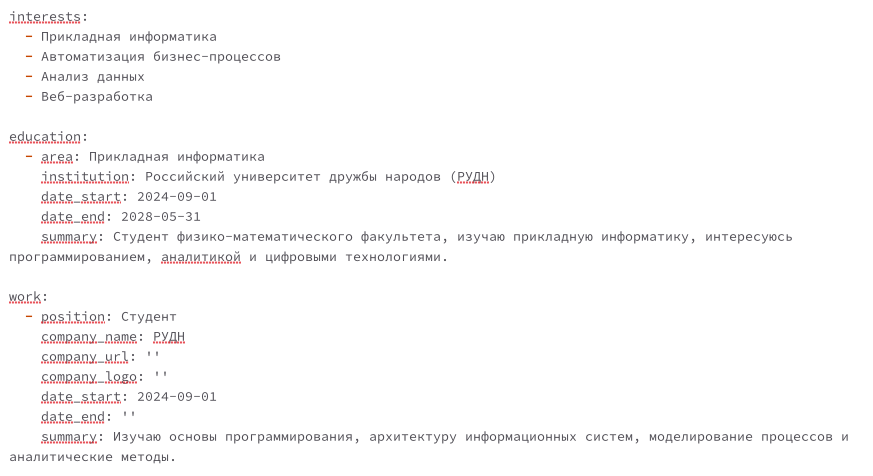 interests:
- Прикладная информатика
- Автоматизация бизнес-процессов
- Анализ данных
- Веб-разработка
education:
- area: Прикладная информатика
institution: Российский университет дружбы народов (РУДН)
date_start: 2024-09-01
date_end: 2028-05-31
summary: Студент физико-математического факультета, изучаю прикладную информатику, интересуюсь
программированием, аналитикой и цифровыми технологиями.
work:
- position: Студент
company_name: РУДН
company_url: ''
company_logo: ''
date_start: 2024-09-01
date_end: ''
summary: Изучаю основы программирования, архитектуру информационных систем, моделирование процессов и
аналитические методы.